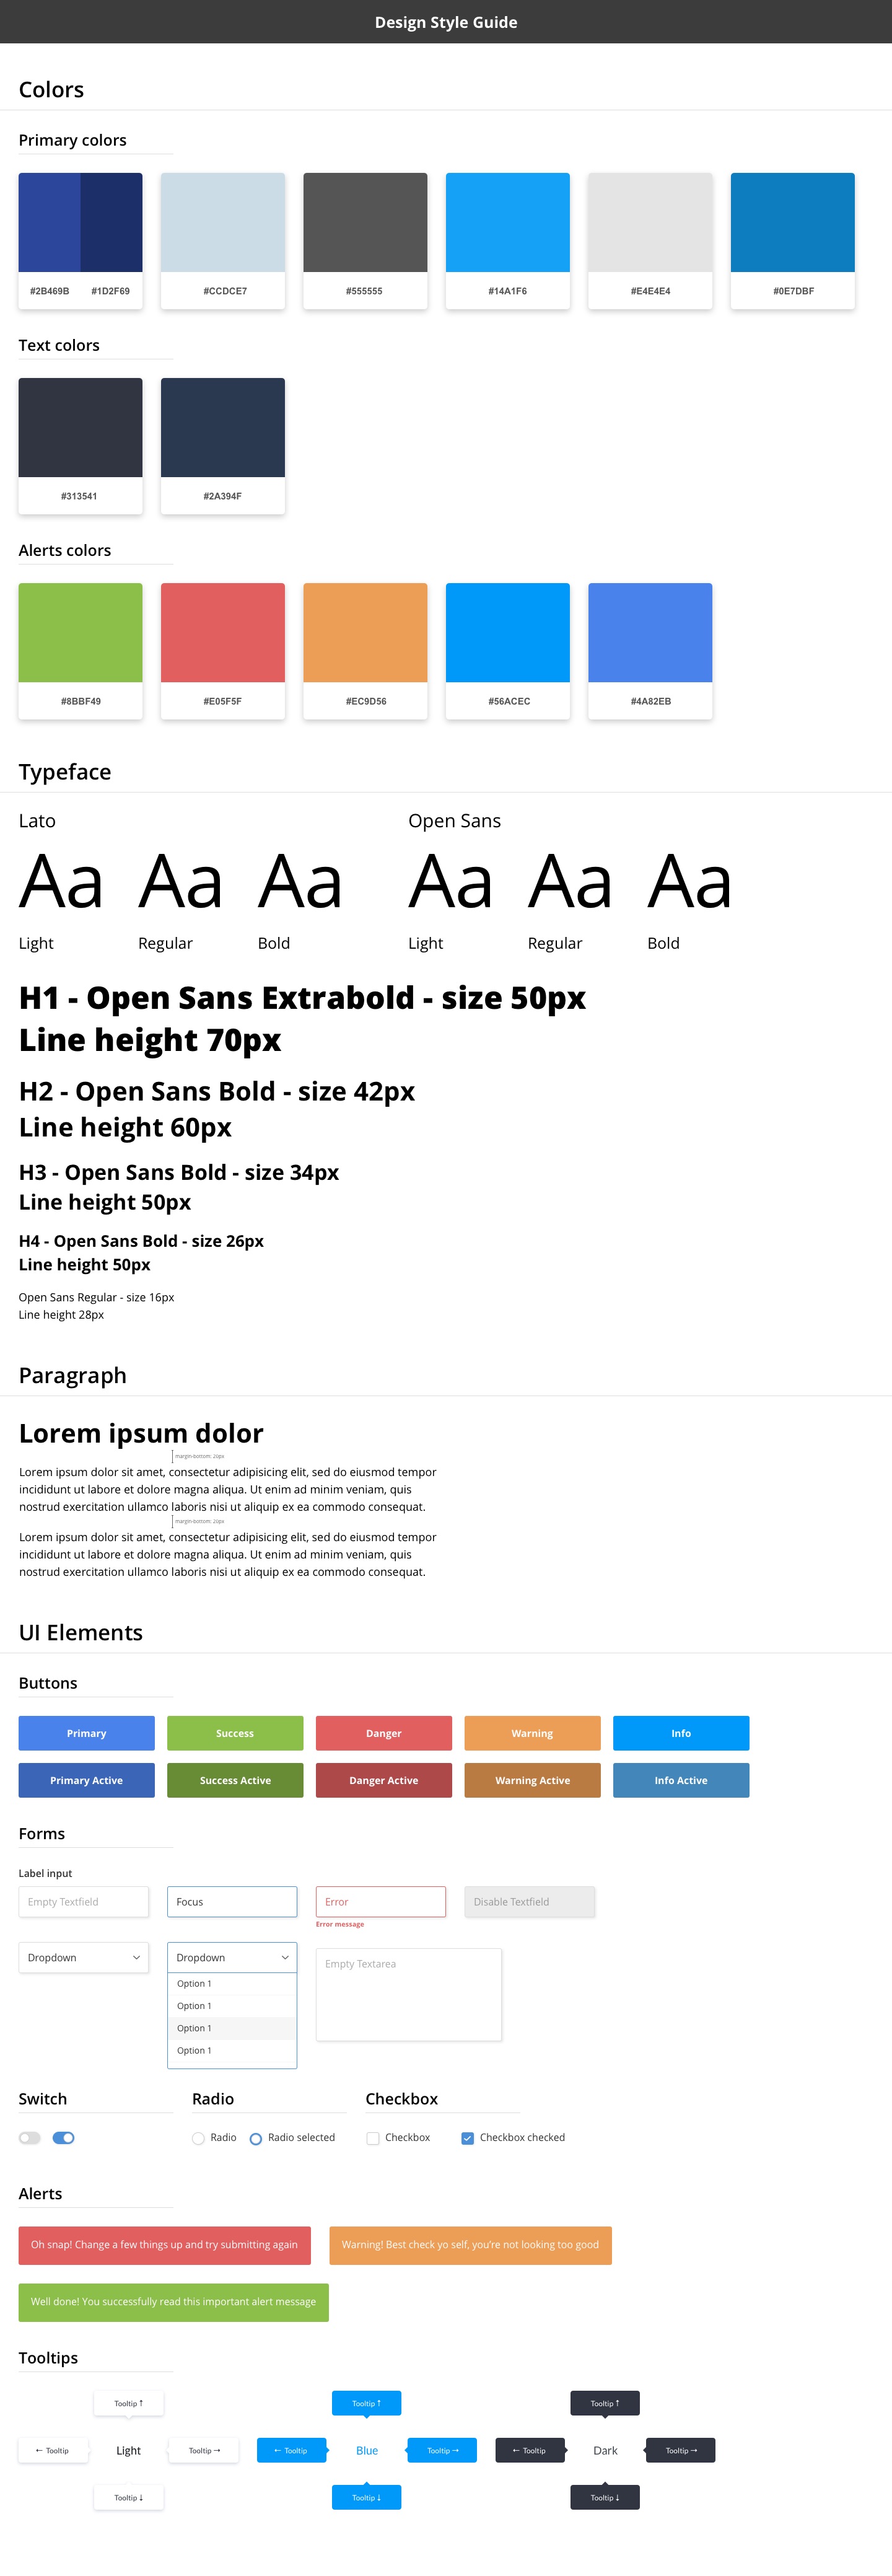 Design Style Guide
Colors
Primary colors
#2B469B #1D2F69 #CCDCE7 #555555 #14A1F6 #E4E4E4 #0E7DBF
Text colors
#313541 #2A394F
Alerts colors
#8BBF49 #E05F5F #EC9D56 #56ACEC #4A82EB
Typeface
Lato Open Sans
Aa Aa Aa Aa Aa Aa
Light Regular Bold Light Regular Bold
H1 - Open Sans Extrabold - size 50px
Line height 70px
H2 - Open Sans Bold - size 42px
Line height 60px
H3 - Open Sans Bold - size 34px
Line height 50px
H4 - Open Sans Bold - size 26px
Line height 50px
Open Sans Regular - size 16px
Line height 28px
Paragraph
Lorem ipsum dolor
margin-bottom: 20px
Lorem ipsum dolor sit amet, consectetur adipisicing elit, sed do eiusmod tempor
incididunt ut labore et dolore magna aliqua. Ut enim ad minim veniam, quis
nostrud exercitation ullamco laboris nisi ut aliquip ex ea commodo consequat.
margin-bottom: 20px
Lorem ipsum dolor sit amet, consectetur adipisicing elit, sed do eiusmod tempor
incididunt ut labore et dolore magna aliqua. Ut enim ad minim veniam, quis
nostrud exercitation ullamco laboris nisi ut aliquip ex ea commodo consequat.
UI Elements
Buttons
Primary Success Danger Warning Info
Primary Active Success Active Danger Active Warning Active Info Active
Forms
Label input
Empty Textfield Focus Error Disable Textfield
Error message
Dropdown Dropdown Empty Textarea
Option 1
Option 1
Option 1
Option 1
Switch Radio Checkbox
Radio Radio selected Checkbox Checkbox checked
Alerts
Oh snap! Change a few things up and try submitting again Warning! Best check yo self, you're not looking too good
Well done! You successfully read this important alert message
Tooltips
Tooltip ↑ Tooltip ↑ Tooltip ↑
← Tooltip Light Tooltip → ← Tooltip Blue Tooltip → ← Tooltip Dark Tooltip →
Tooltip ↓ Tooltip ↓ Tooltip ↓